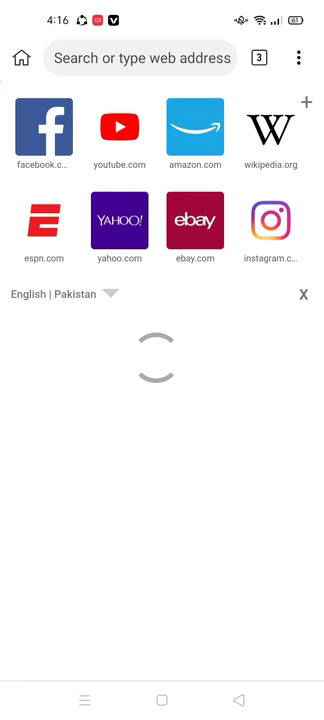 4:16
63
Search or type web address
3
facebook.c...
youtube.com
amazon.com
W
wikipedia.org
E
YAHOO!
ebay
espn.com
yahoo.com
ebay.com
instagram.c...
English | Pakistan
X